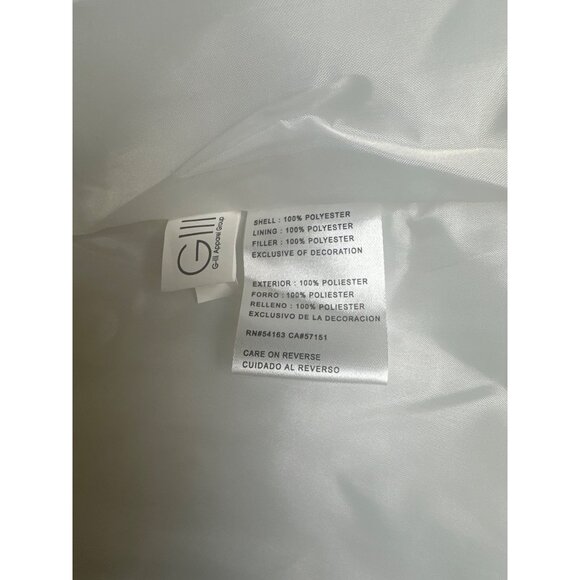 GIII
G-III Apparel Group
SHELL : 100% POLYESTER
LINING : 100% POLYESTER
FILLER : 100% POLYESTER
EXCLUSIVE OF DECORATION
EXTERIOR : 100% POLIESTER
FORRO : 100% POLIESTER
RELLENO : 100% POLIESTER
EXCLUSIVO DE LA DECORACION
RN#54163 CA#57151
CARE ON REVERSE
CUIDADO AL REVERSO